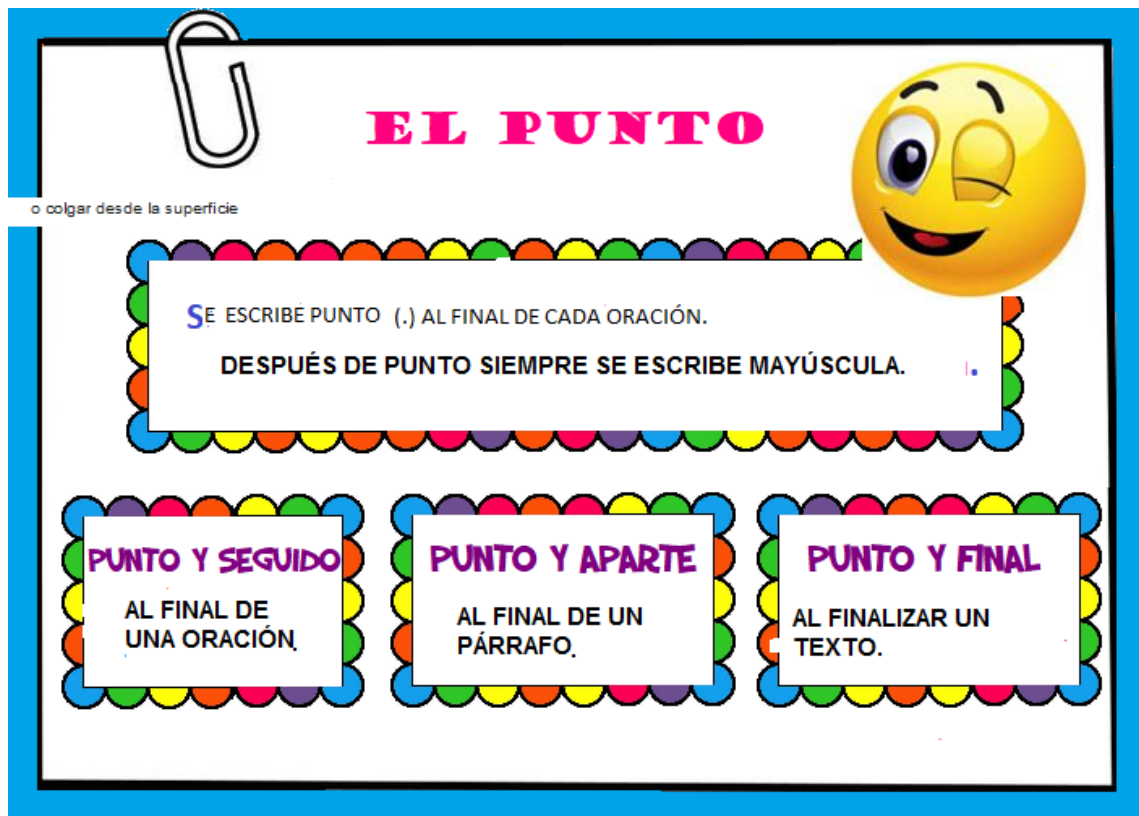 EL PUNTO
o colgar desde la superficie
SE ESCRIBE PUNTO (.) AL FINAL DE CADA ORACIÓN.
DESPUÉS DE PUNTO SIEMPRE SE ESCRIBE MAYÚSCULA. .
PUNTO Y SEGUIDO
AL FINAL DE
UNA ORACIÓN.
PUNTO Y APARTE
AL FINAL DE UN
PÁRRAFO.
PUNTO Y FINAL
AL FINALIZAR UN
TEXTO.